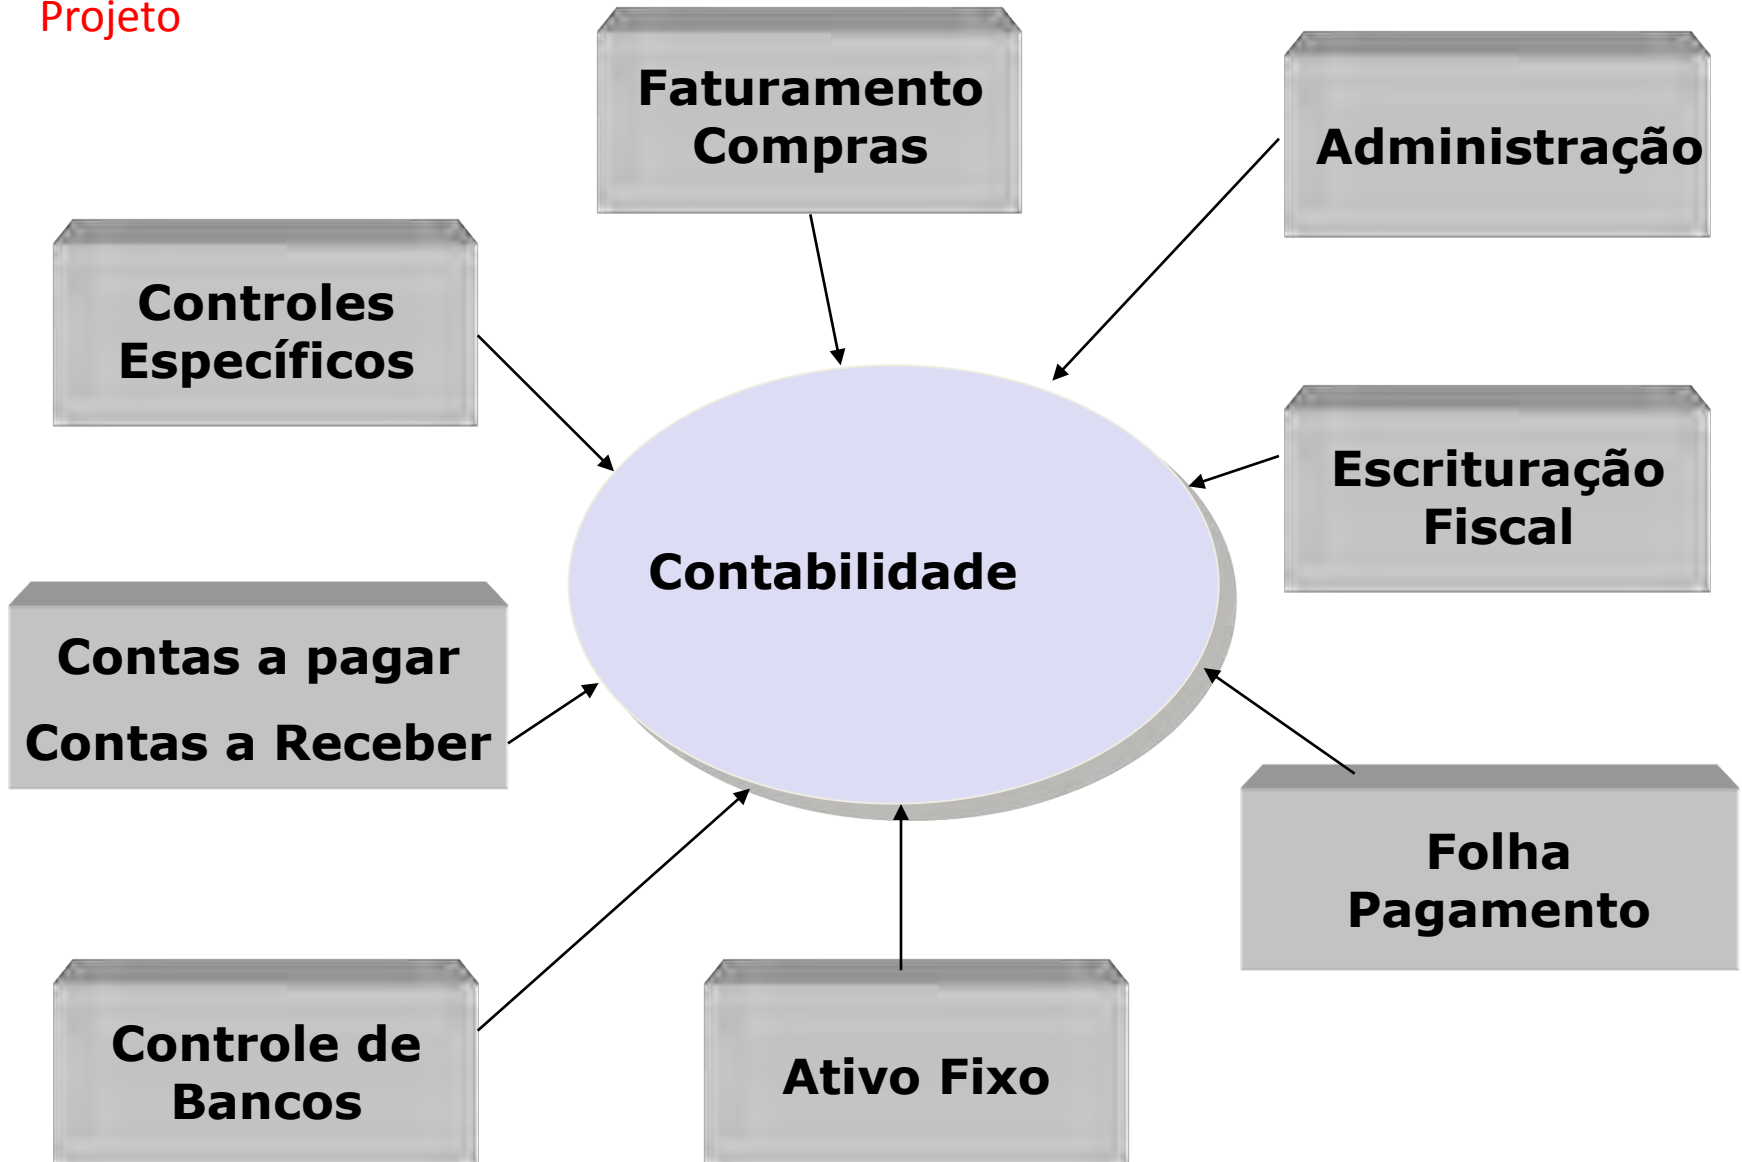 Projeto
Faturamento
Compras
Administração
Controles
Específicos
Escrituração
Fiscal
Contabilidade
Contas a pagar
Contas a Receber
Folha
Pagamento
Controle de
Bancos
Ativo Fixo